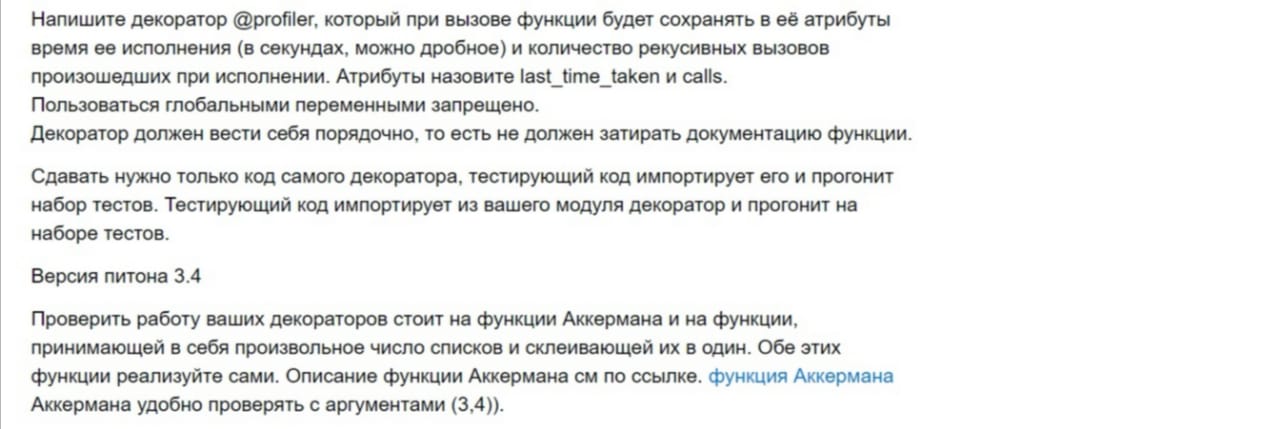 Напишите декоратор @profiler, который при вызове функции будет сохранять в её атрибуты
время ее исполнения (в секундах, можно дробное) и количество рекусивных вызовов
произошедших при исполнении. Атрибуты назовите last_time_taken и calls.
Пользоваться глобальными переменными запрещено.
Декоратор должен вести себя порядочно, то есть не должен затирать документацию функции.
Сдавать нужно только код самого декоратора, тестирующий код импортирует его и прогонит
набор тестов. Тестирующий код импортирует из вашего модуля декоратор и прогонит на
наборе тестов.
Версия питона 3.4
Проверить работу ваших декораторов стоит на функции Аккермана и на функции,
принимающей в себя произвольное число списков и склеивающей их в один. Обе этих
функции реализуйте сами. Описание функции Аккермана см по ссылке. функция Аккермана
Аккермана удобно проверять с аргументами (3,4)).